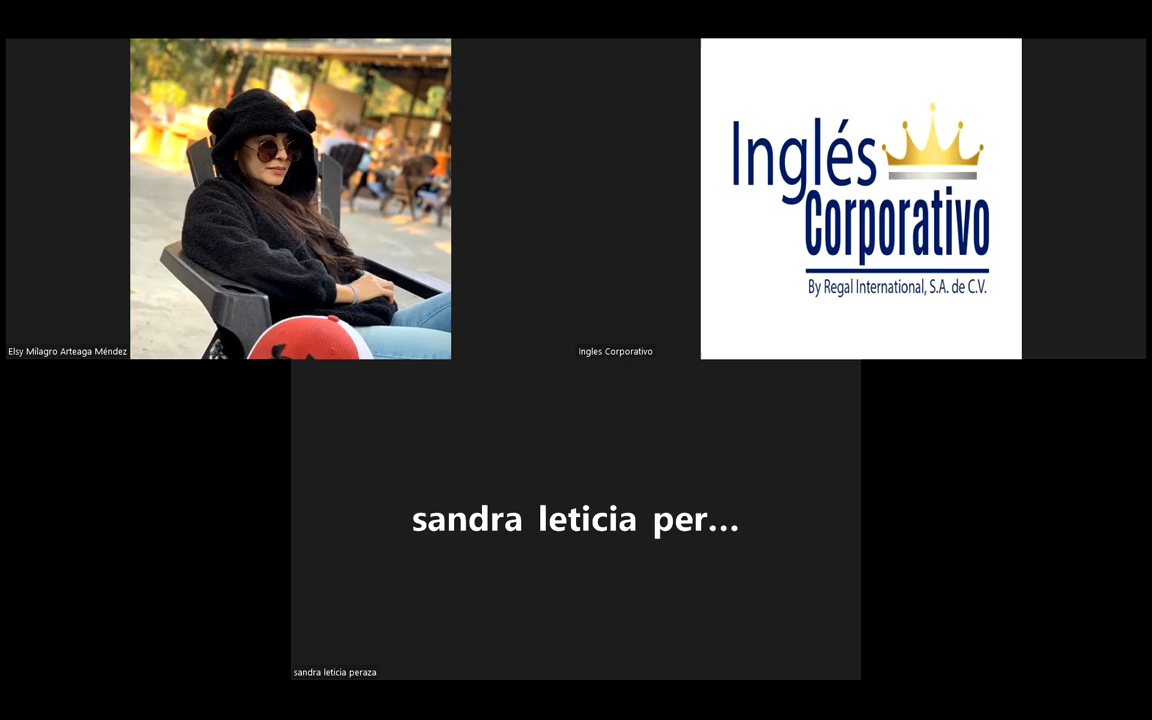 Elsy Milagro Arteaga Méndez
Inglés
Corporativo
By Regal International, S.A. de C.V.
Ingles Corporativo
sandra leticia per...
sandra leticia peraza